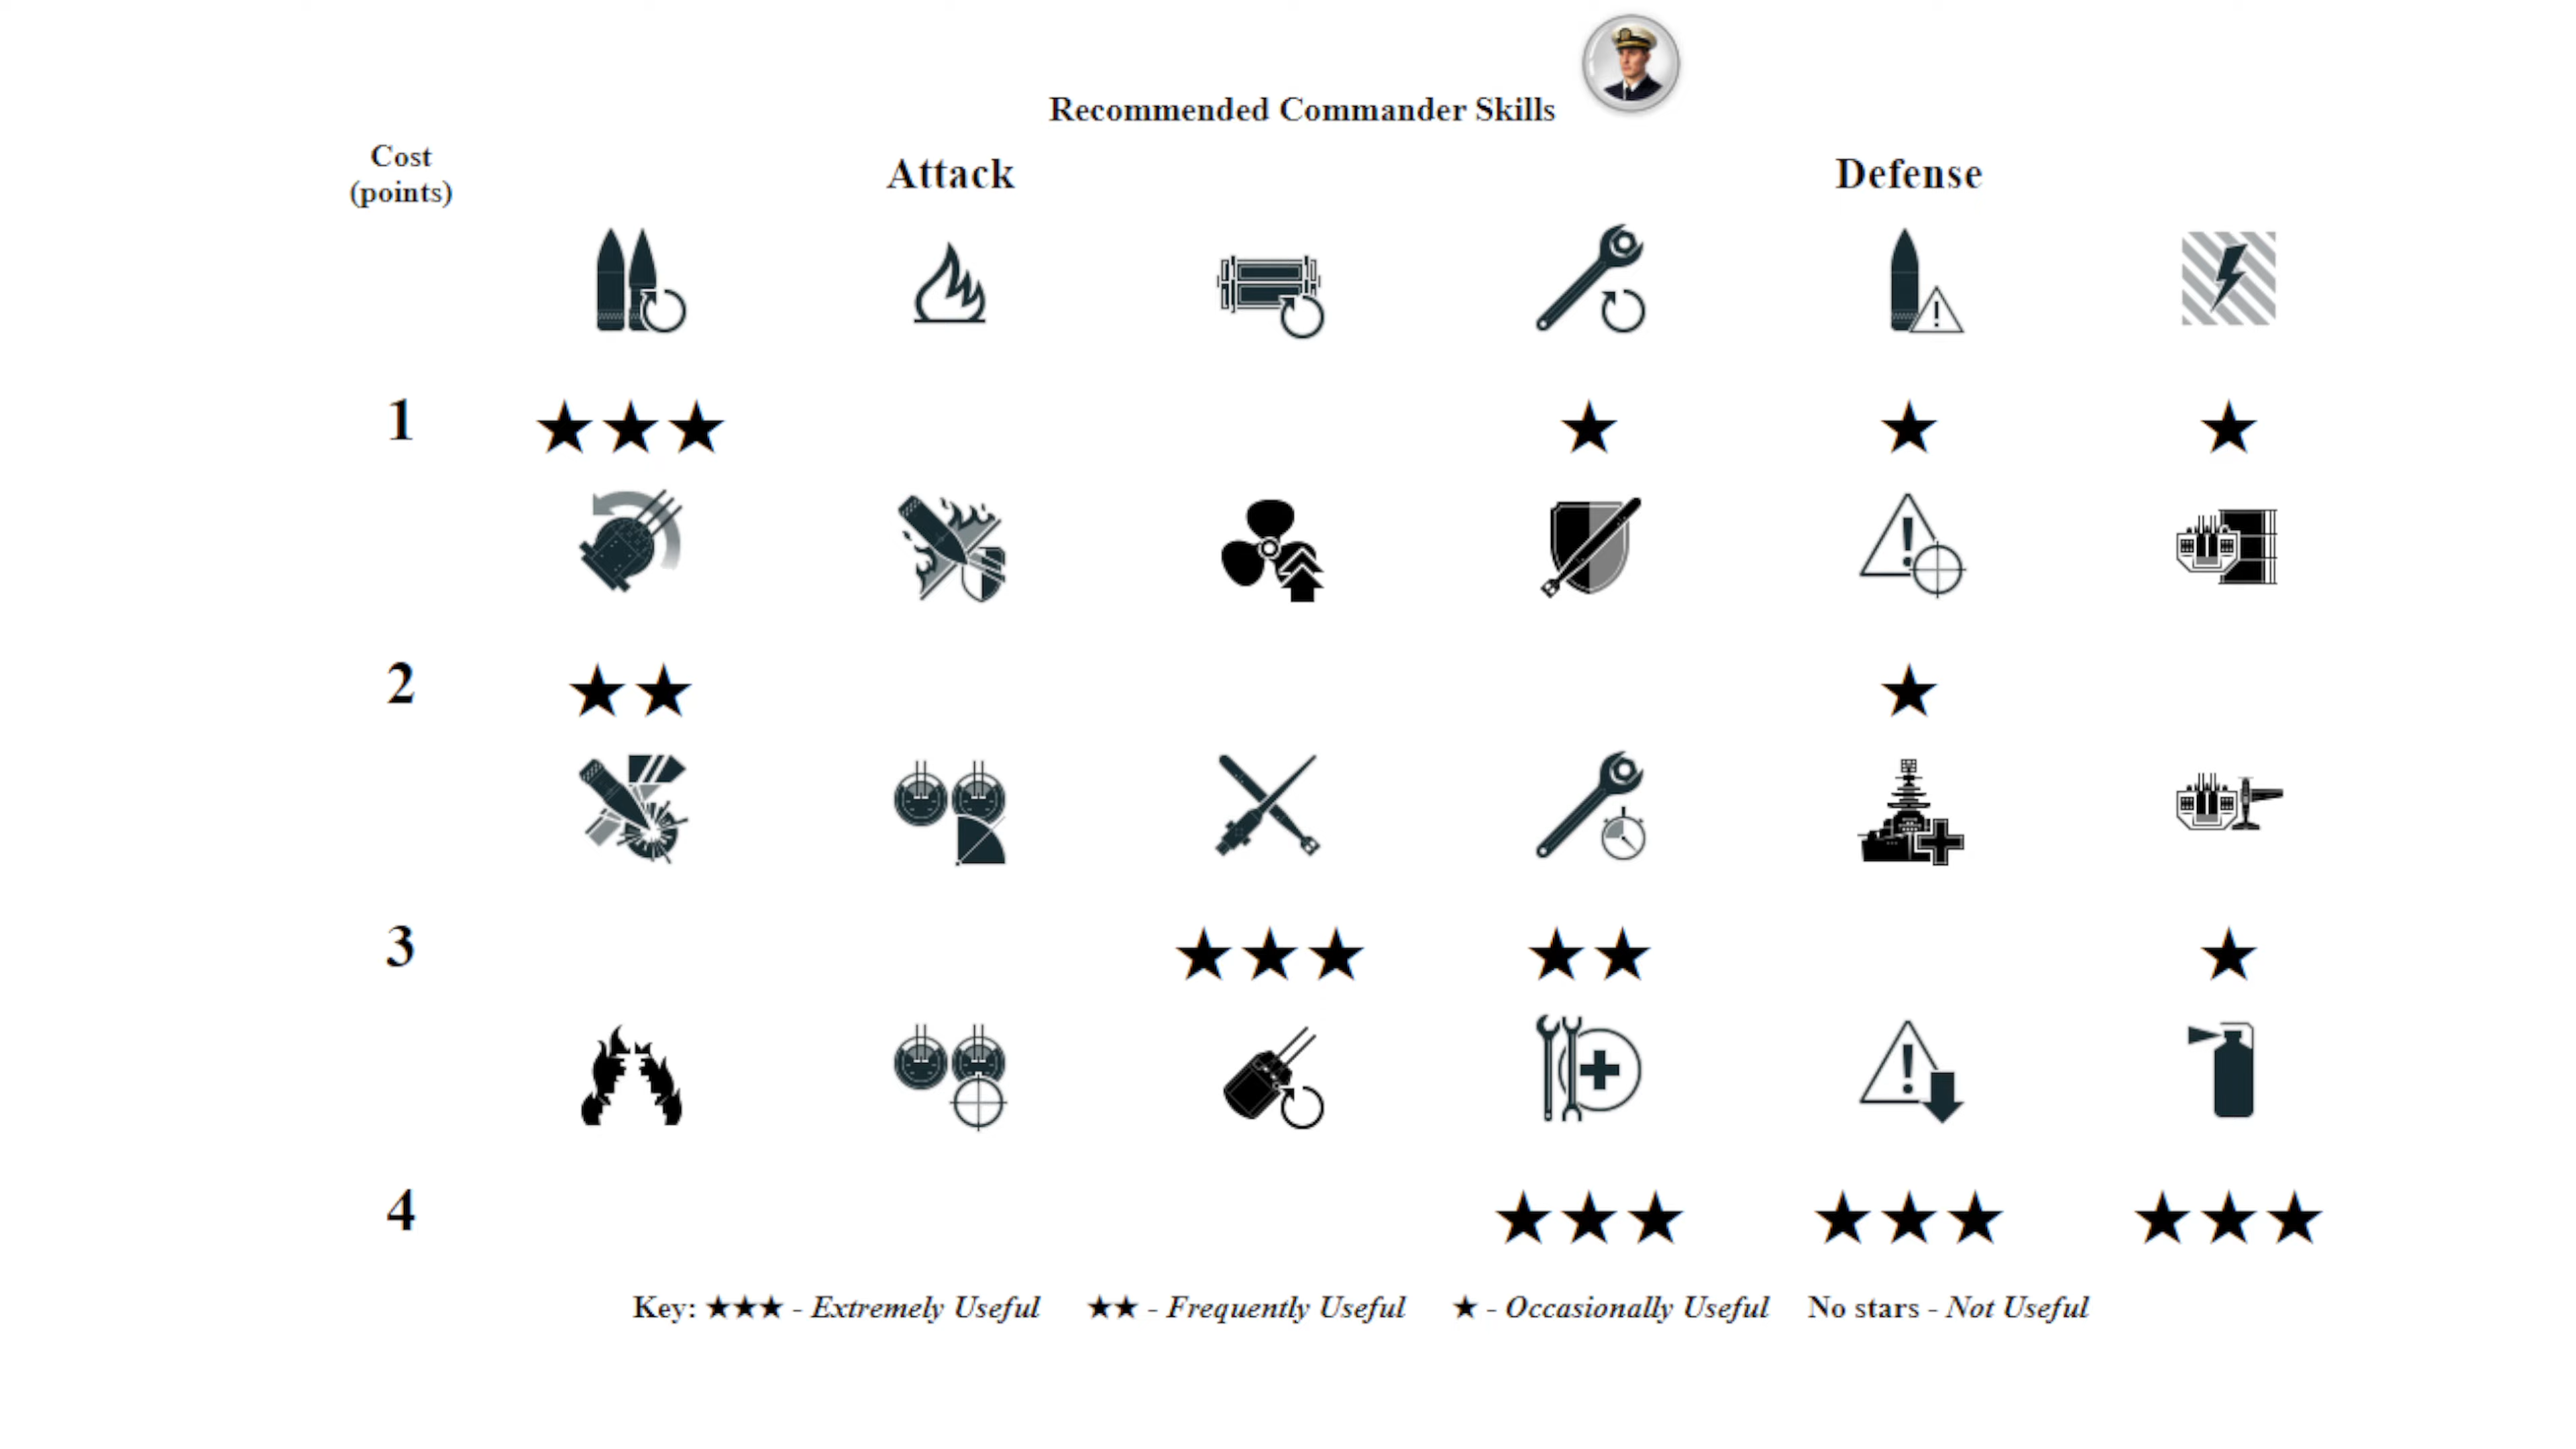 Recommended Commander Skills
Cost
(points)
Attack
Defense
1
★★★
★
★
★
2
★★
★
3
★★★
★★
★
4
★★★
★★★
★★★
Key: ★★★ - Extremely Useful ★★ - Frequently Useful ★ - Occasionally Useful No stars - Not Useful